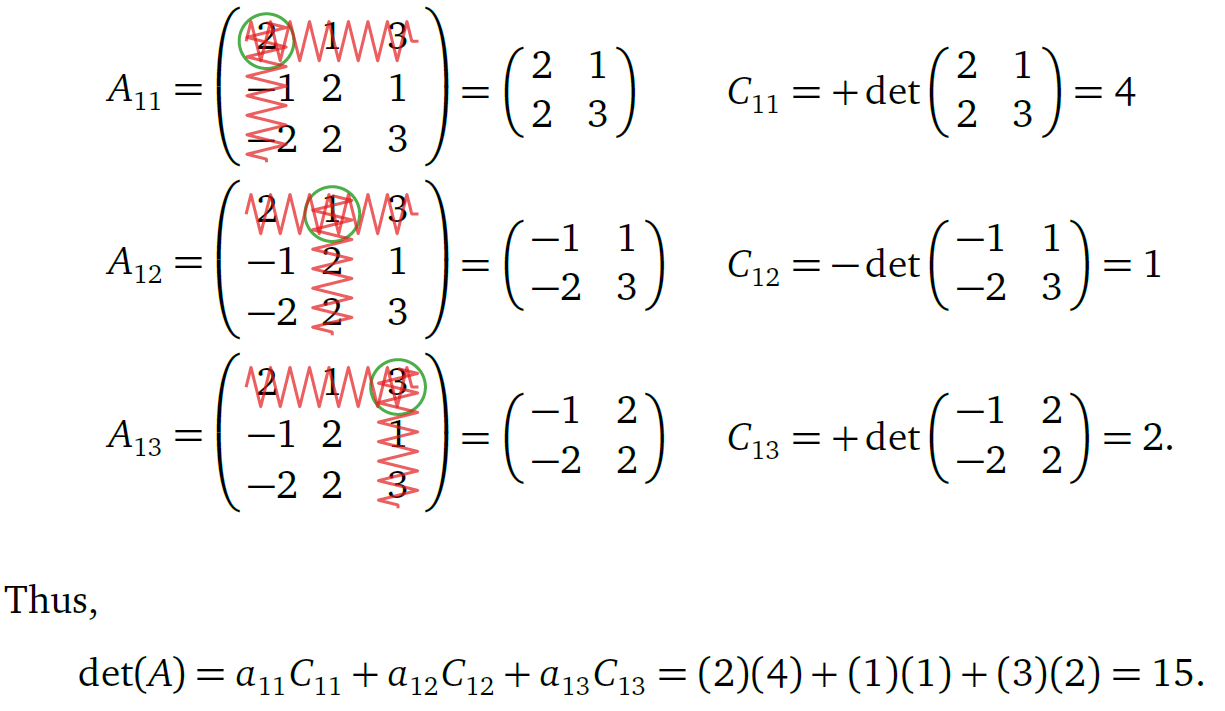 A₁₁ = ( 2 1 3 ; −1 2 1 ; −2 2 3 ) = ( 2 1 ; 2 3 )  C₁₁ = + det ( 2 1 ; 2 3 ) = 4
A₁₂ = ( 2 1 3 ; −1 2 1 ; −2 2 3 ) = ( −1 1 ; −2 3 )  C₁₂ = − det ( −1 1 ; −2 3 ) = 1
A₁₃ = ( 2 1 3 ; −1 2 1 ; −2 2 3 ) = ( −1 2 ; −2 2 )  C₁₃ = + det ( −1 2 ; −2 2 ) = 2.
Thus,
det(A) = a₁₁C₁₁ + a₁₂C₁₂ + a₁₃C₁₃ = (2)(4) + (1)(1) + (3)(2) = 15.